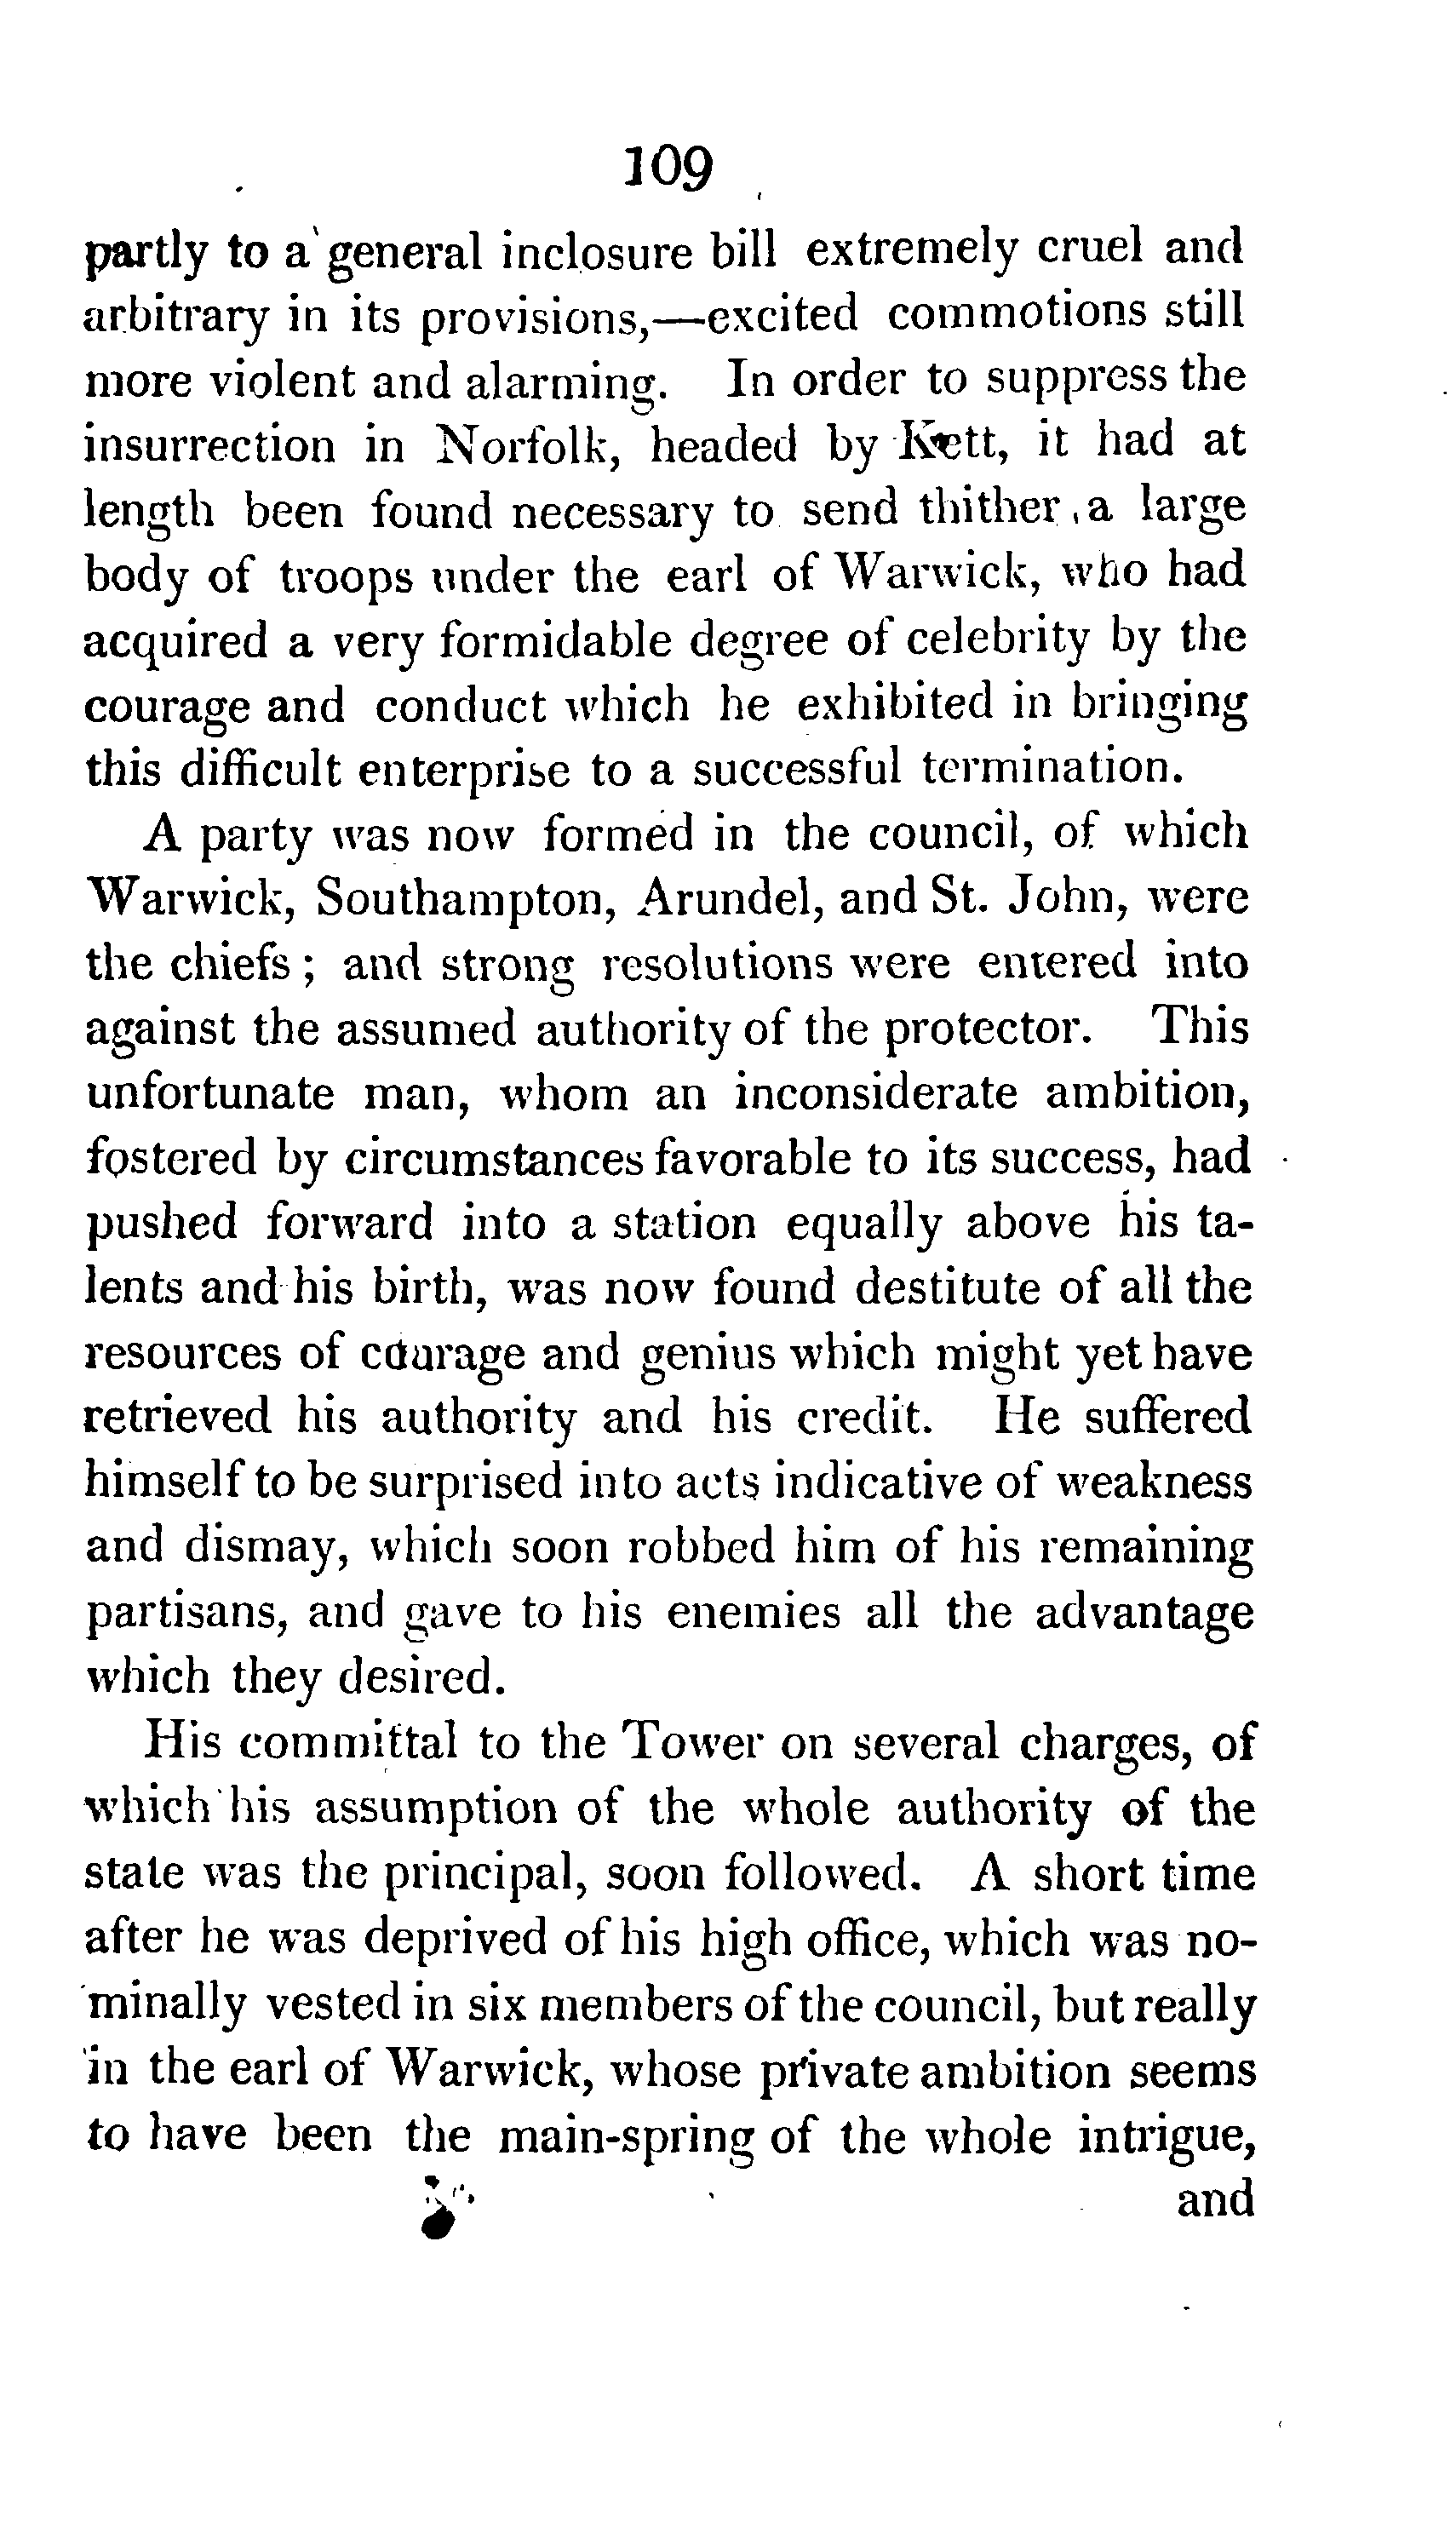 109
partly to a general inclosure bill extremely cruel and
arbitrary in its provisions,—excited commotions still
more violent and alarming. In order to suppress the
insurrection in Norfolk, headed by Kett, it had at
length been found necessary to send thither a large
body of troops under the earl of Warwick, who had
acquired a very formidable degree of celebrity by the
courage and conduct which he exhibited in bringing
this difficult enterprise to a successful termination.
A party was now formed in the council, of which
Warwick, Southampton, Arundel, and St. John, were
the chiefs; and strong resolutions were entered into
against the assumed authority of the protector. This
unfortunate man, whom an inconsiderate ambition,
fostered by circumstances favorable to its success, had
pushed forward into a station equally above his ta-
lents and his birth, was now found destitute of all the
resources of courage and genius which might yet have
retrieved his authority and his credit. He suffered
himself to be surprised into acts indicative of weakness
and dismay, which soon robbed him of his remaining
partisans, and gave to his enemies all the advantage
which they desired.
His committal to the Tower on several charges, of
which his assumption of the whole authority of the
state was the principal, soon followed. A short time
after he was deprived of his high office, which was no-
minally vested in six members of the council, but really
in the earl of Warwick, whose private ambition seems
to have been the main-spring of the whole intrigue,
and